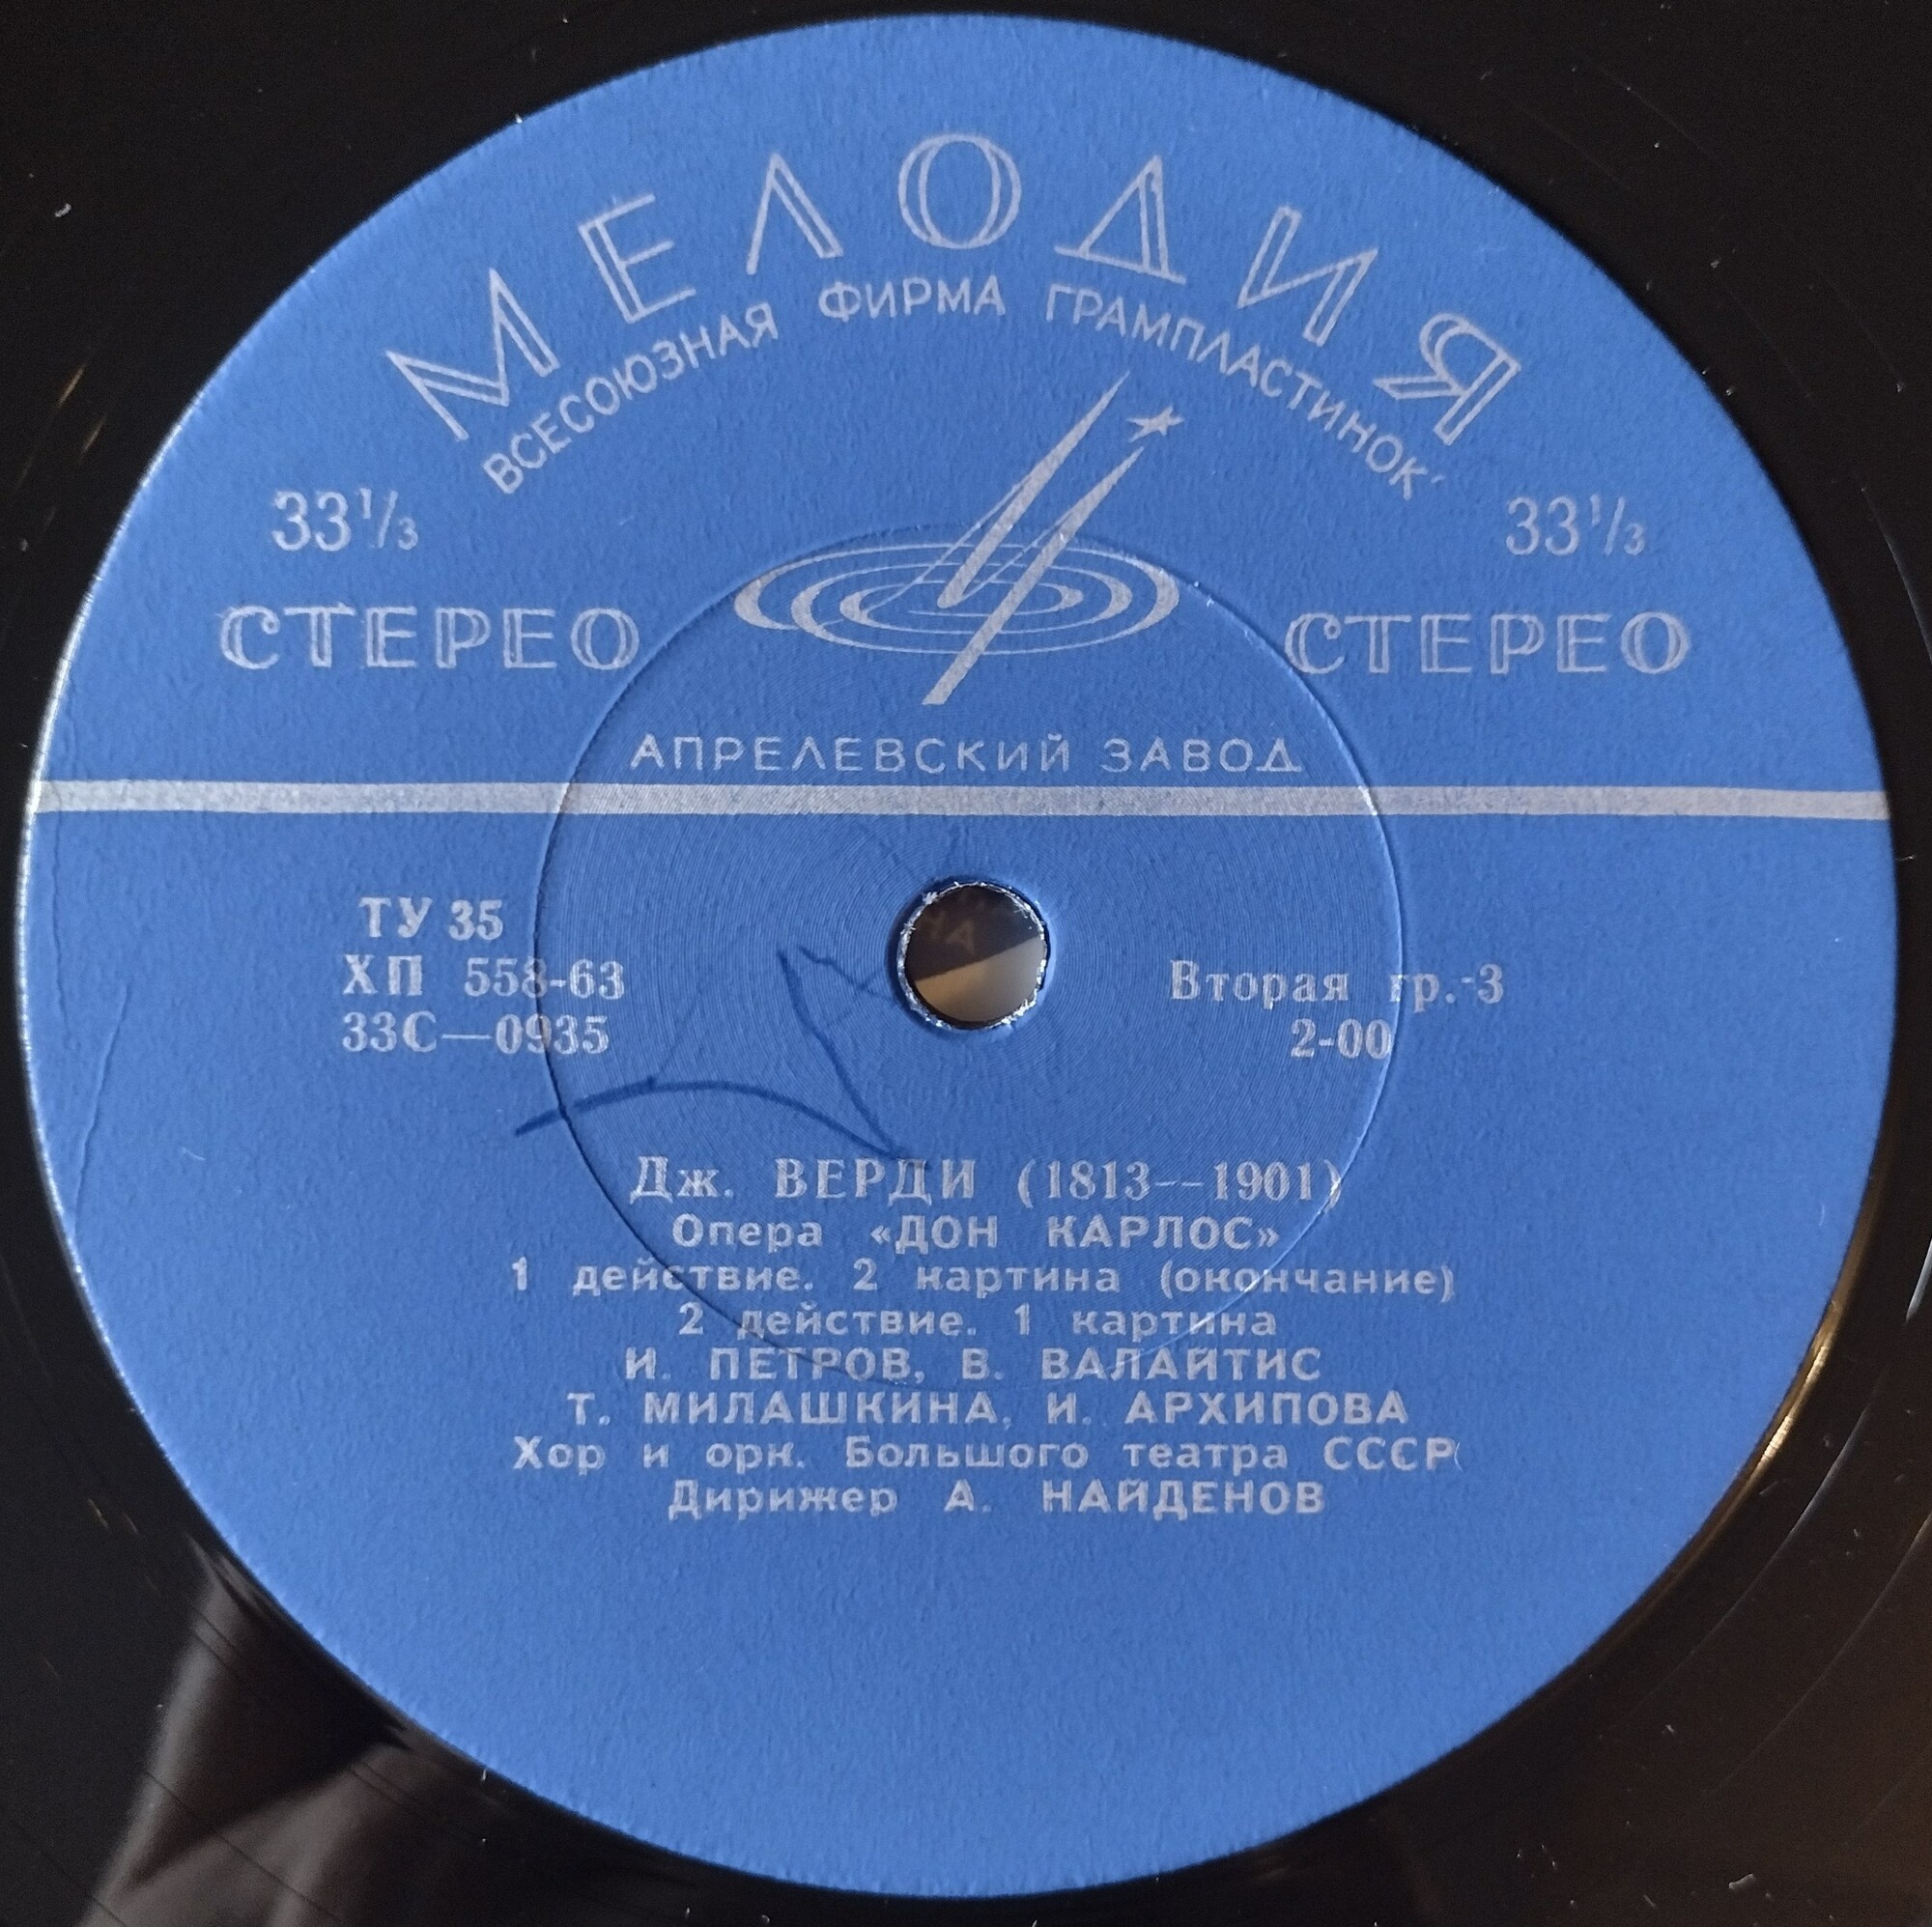 МЕЛОДИЯ
ВСЕСОЮЗНАЯ ФИРМА ГРАМПЛАСТИНОК
33⅓ 33⅓
СТЕРЕО СТЕРЕО
АПРЕЛЕВСКИЙ ЗАВОД
ТУ 35
ХП 558-63 Вторая гр.-3
33С—0935 2-00
Дж. ВЕРДИ (1813--1901)
Опера «ДОН КАРЛОС»
1 действие. 2 картина (окончание)
2 действие. 1 картина
И. ПЕТРОВ, В. ВАЛАЙТИС
Т. МИЛАШКИНА, И. АРХИПОВА
Хор и орк. Большого театра СССР
Дирижер А. НАЙДЕНОВ